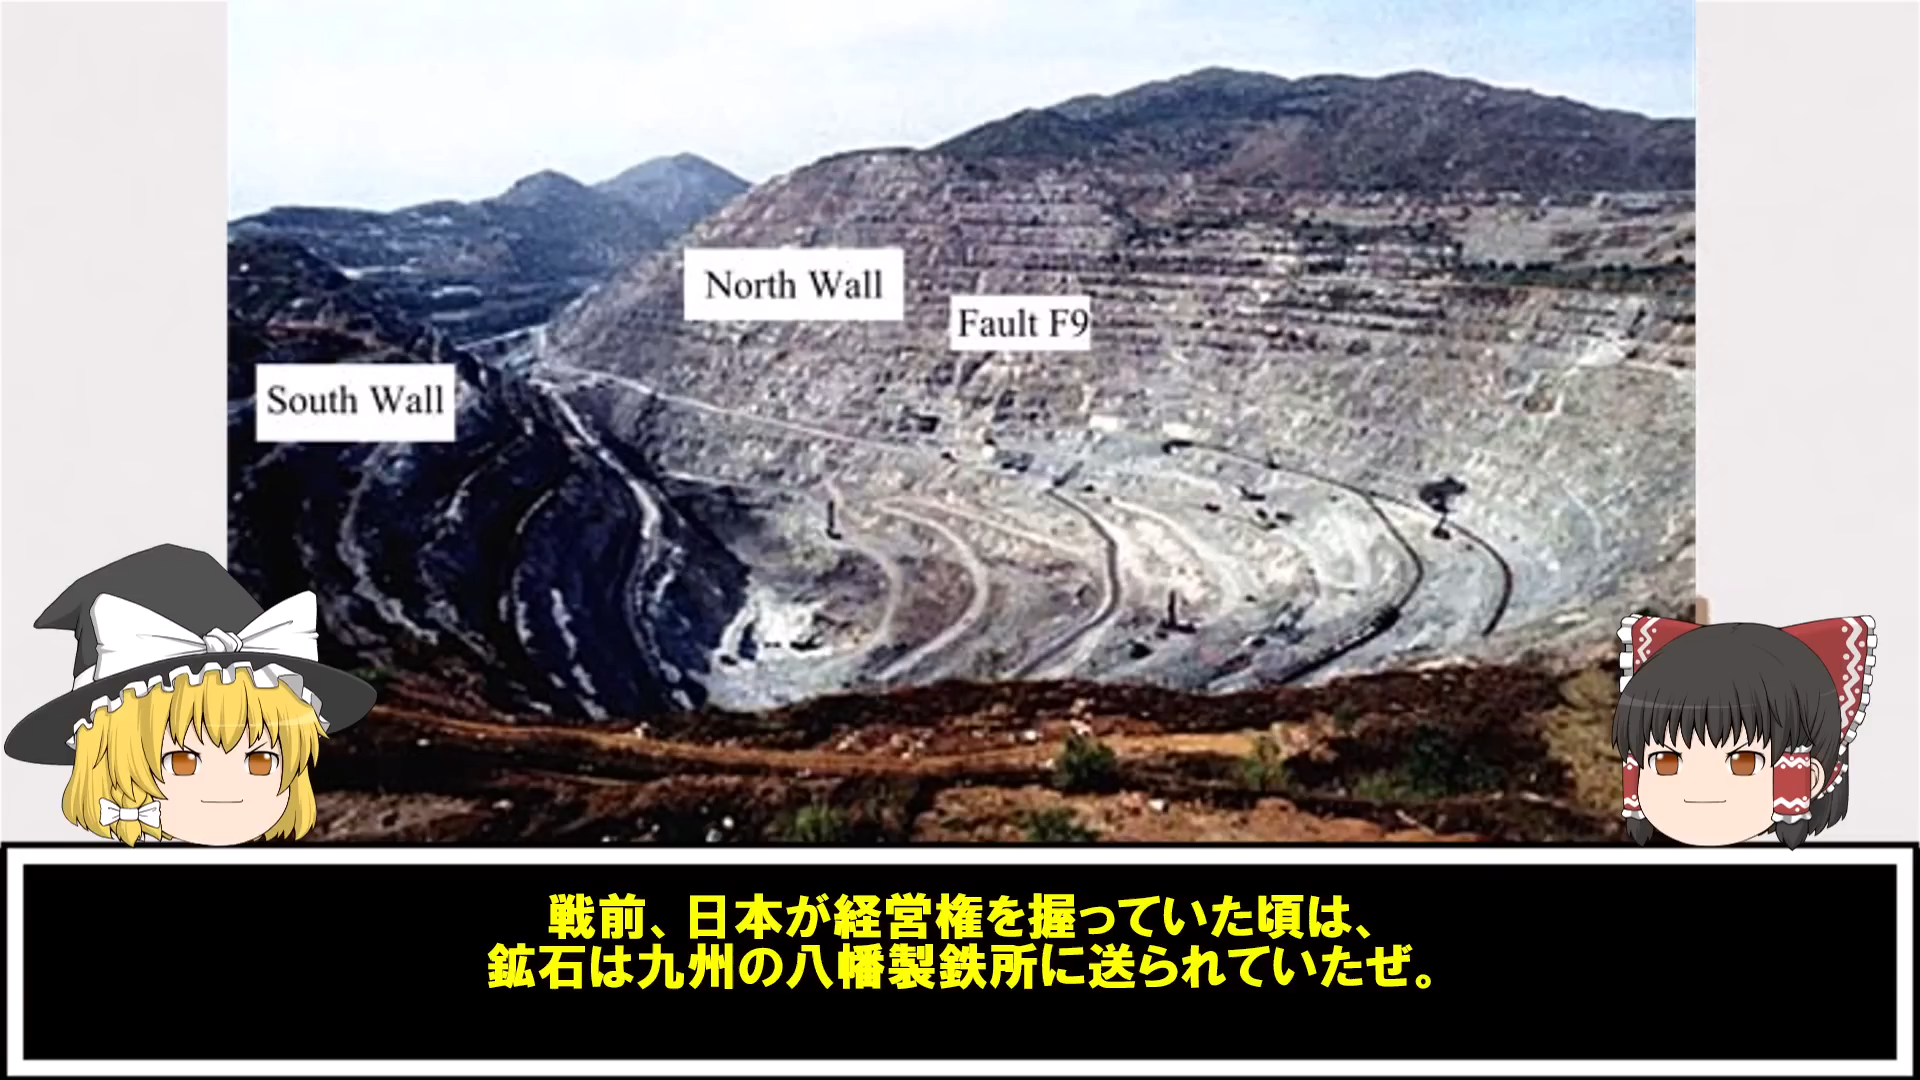 North Wall
Fault F9
South Wall
戦前、日本が経営権を握っていた頃は、
鉱石は九州の八幡製鉄所に送られていたぜ。